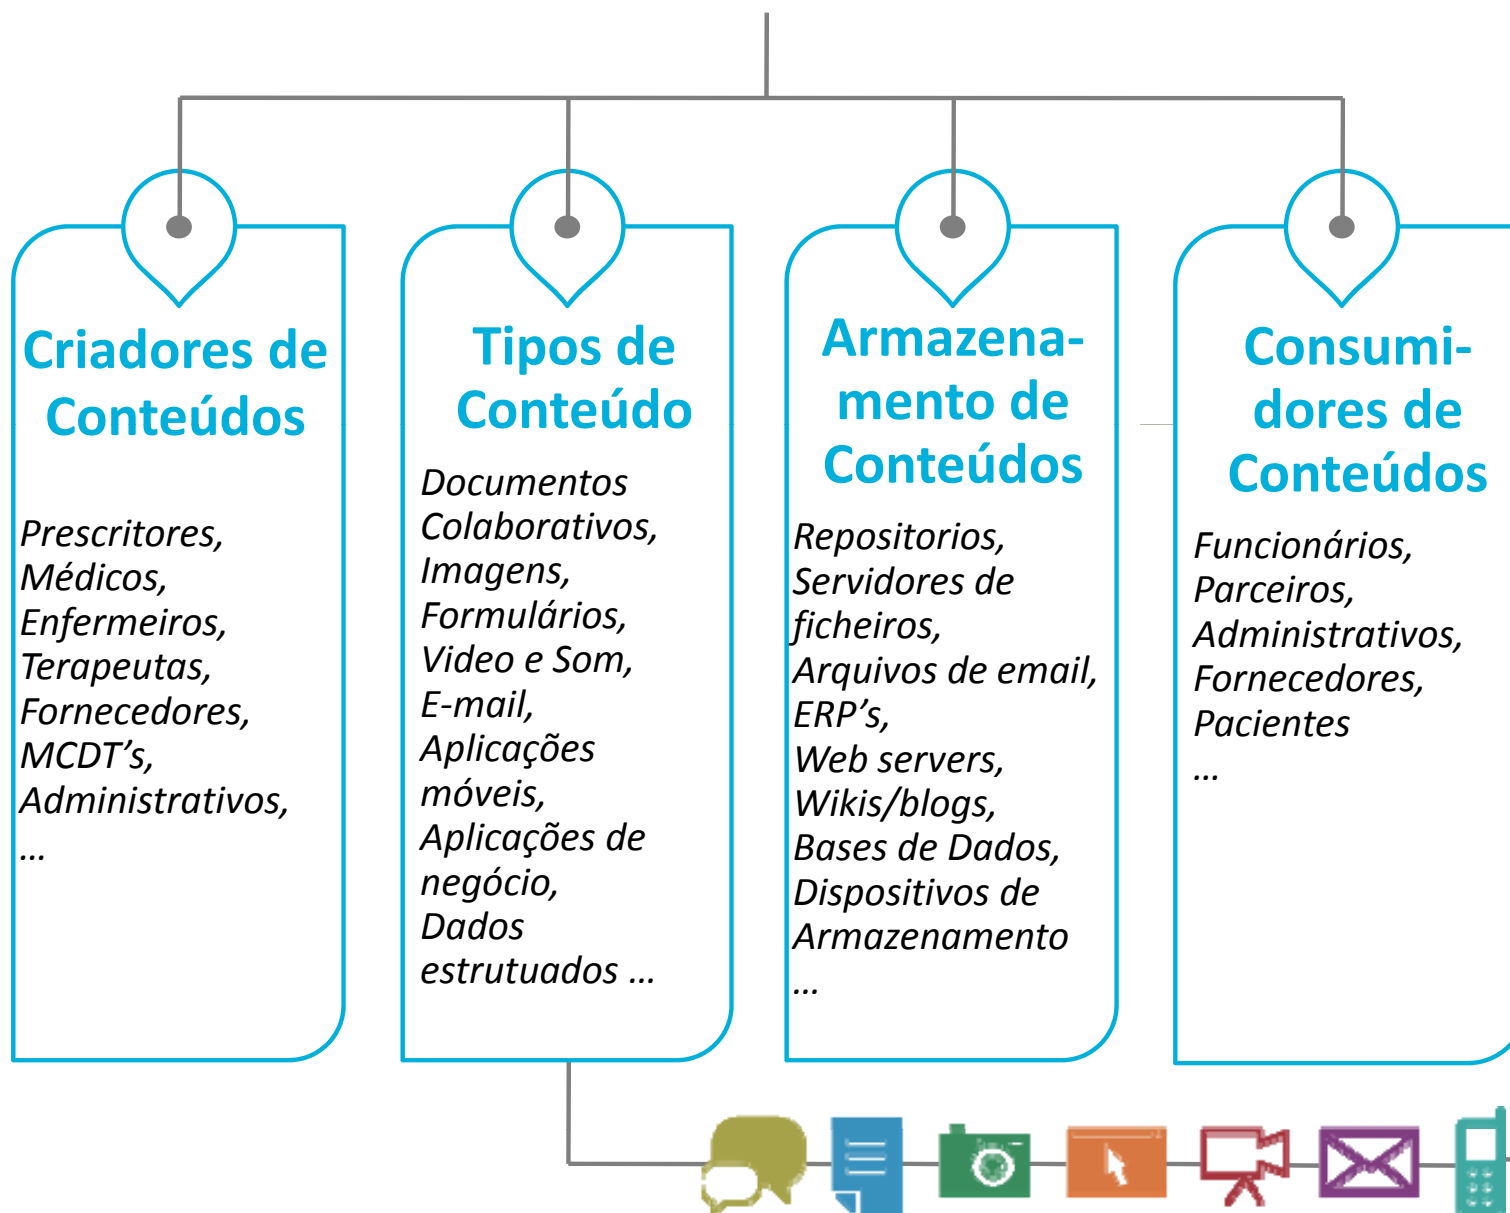 Criadores de
Conteúdos
Prescritores,
Médicos,
Enfermeiros,
Terapeutas,
Fornecedores,
MCDT’s,
Administrativos,
…
Tipos de
Conteúdo
Documentos
Colaborativos,
Imagens,
Formulários,
Video e Som,
E-mail,
Aplicações
móveis,
Aplicações de
negócio,
Dados
estrutuados …
Armazena-
mento de
Conteúdos
Repositorios,
Servidores de
ficheiros,
Arquivos de email,
ERP’s,
Web servers,
Wikis/blogs,
Bases de Dados,
Dispositivos de
Armazenamento
…
Consumi-
dores de
Conteúdos
Funcionários,
Parceiros,
Administrativos,
Fornecedores,
Pacientes
…